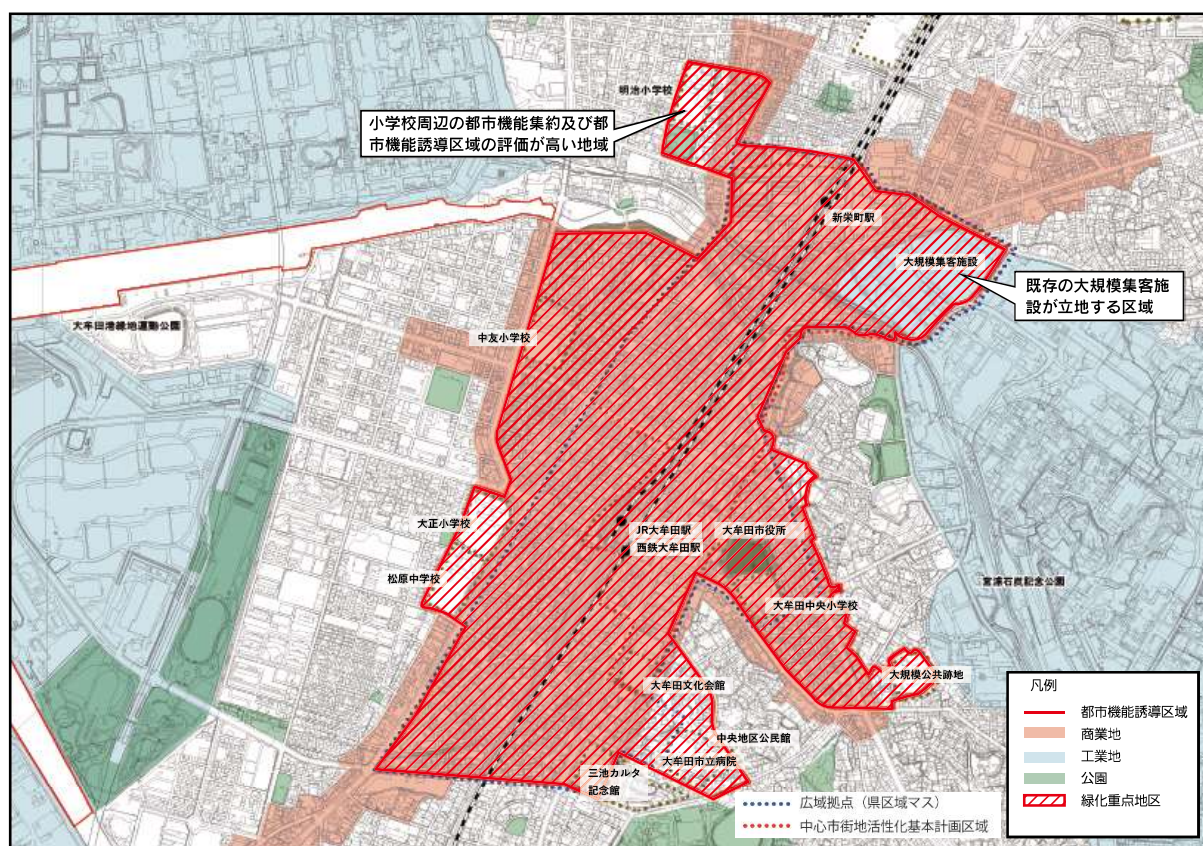 明治小学校
小学校周辺の都市機能集約及び都
市機能誘導区域の評価が高い地域
新栄町駅
大規模集客施設
既存の大規模集客施
設が立地する区域
大牟田港緑地運動公園
中友小学校
大正小学校
JR大牟田駅
西鉄大牟田駅
大牟田市役所
松原中学校
宮浦石炭記念公園
大牟田中央小学校
大規模公共跡地
大牟田文化会館
中央地区公民館
大牟田市立病院
三池カルタ
記念館
凡例
都市機能誘導区域
商業地
工業地
公園
緑化重点地区
広域拠点（県区域マス）
中心市街地活性化基本計画区域